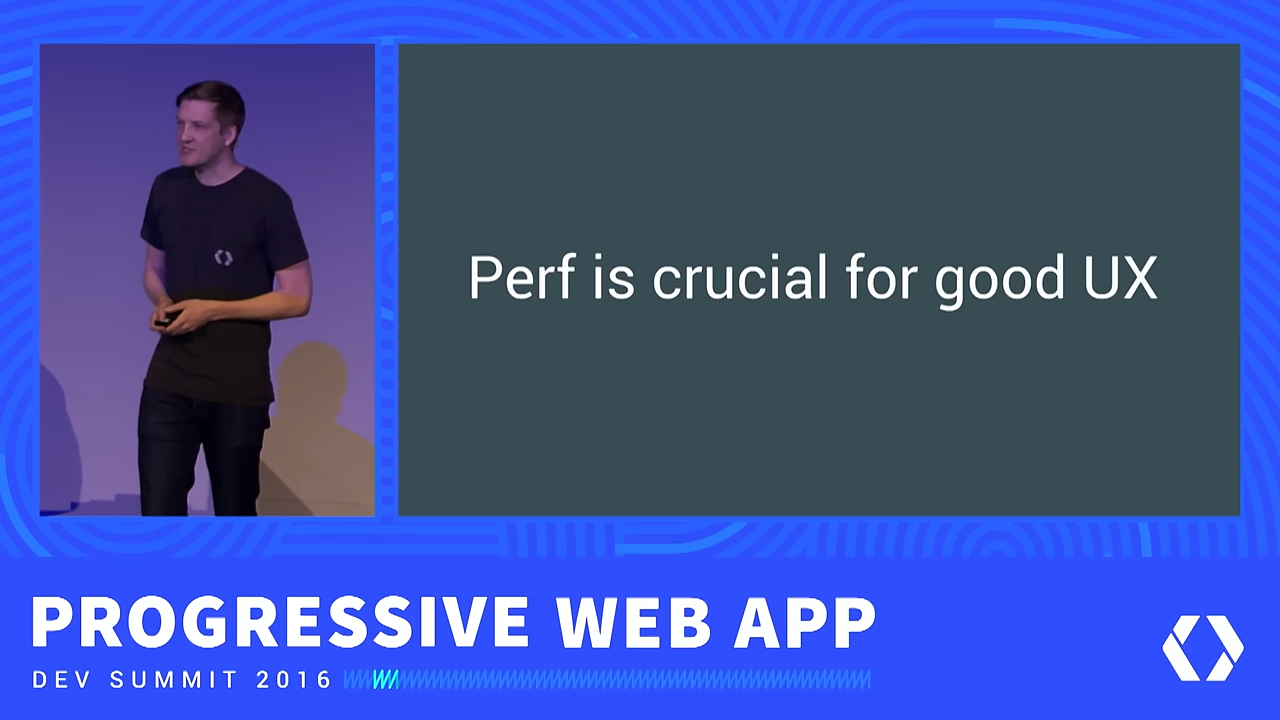 Perf is crucial for good UX
PROGRESSIVE WEB APP
DEV SUMMIT 2016